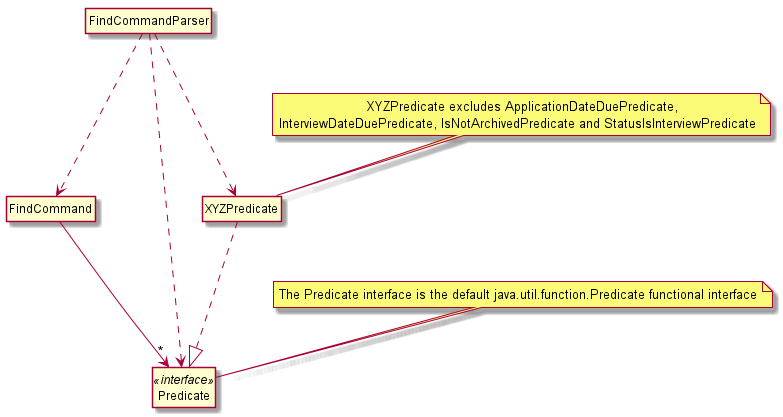 FindCommandParser
XYZPredicate excludes ApplicationDateDuePredicate,
InterviewDateDuePredicate, IsNotArchivedPredicate and StatusIsInterviewPredicate
FindCommand
XYZPredicate
The Predicate interface is the default java.util.function.Predicate functional interface
*
«interface»
Predicate